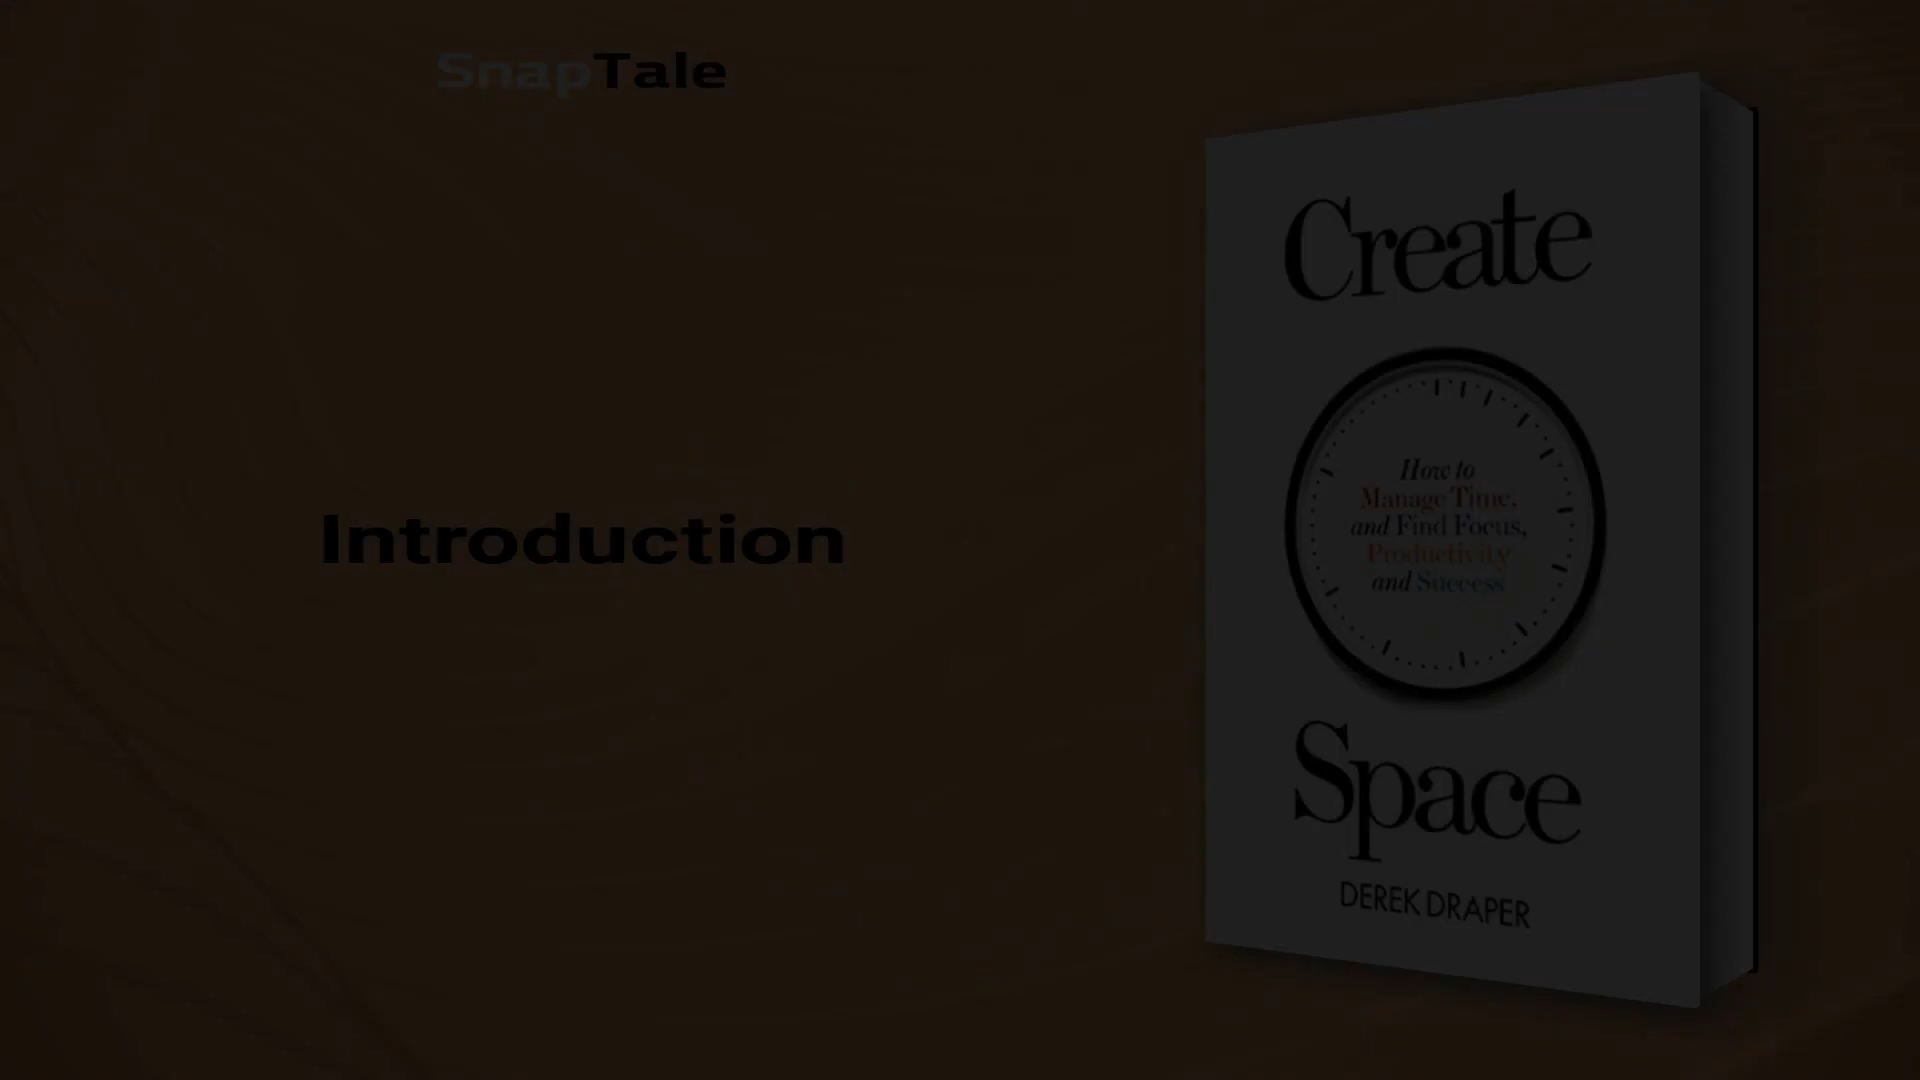 SnapTale
Introduction
Create
How to
Manage Time,
and Find Focus,
Productivity
and Success
Space
DEREK DRAPER